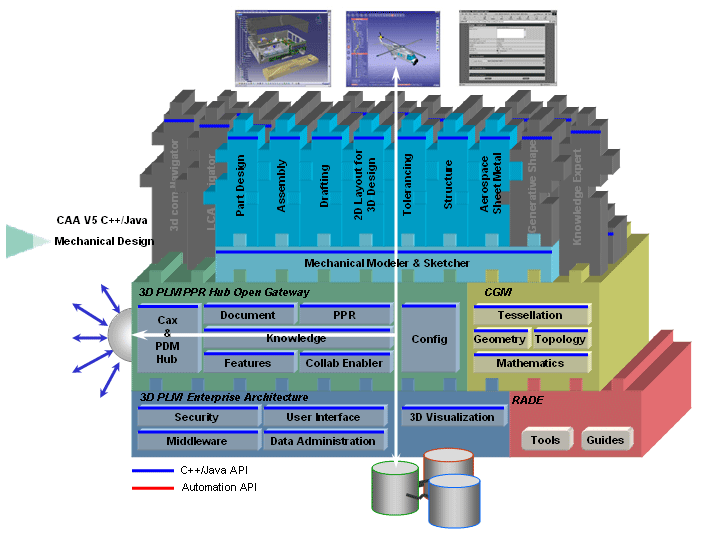 3d com Navigator
LCA Navigator
Part Design
Assembly
Drafting
2D Layout for
3D Design
Tolerancing
Structure
Aerospace
Sheet Metal
Generative Shape
Knowledge Expert
CAA V5 C++/Java
Mechanical Design
Mechanical Modeler & Sketcher
3D PLM PPR Hub Open Gateway
CGM
Cax
&
PDM
Hub
Document
PPR
Knowledge
Features
Collab Enabler
Config
Tessellation
Geometry
Topology
Mathematics
3D PLM Enterprise Architecture
RADE
Security
User Interface
3D Visualization
Middleware
Data Administration
Tools
Guides
C++/Java API
Automation API